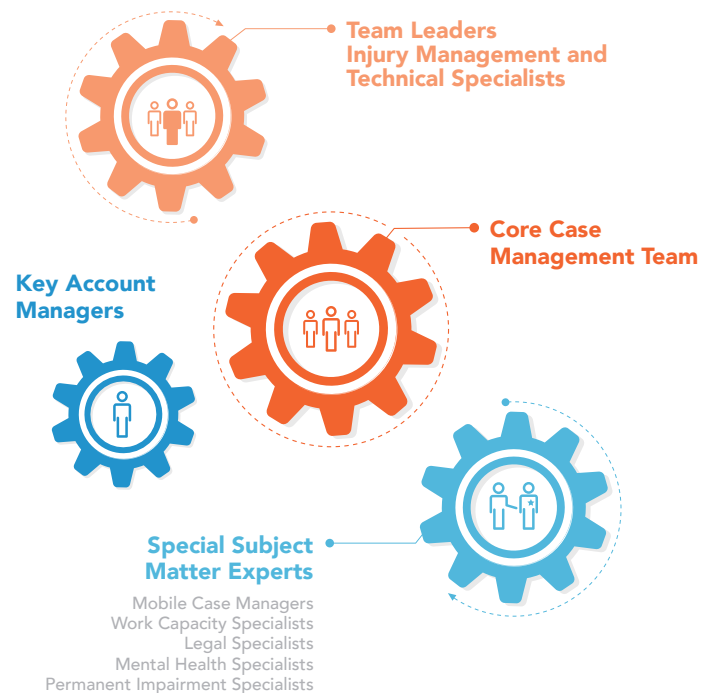 Team Leaders
Injury Management and
Technical Specialists
Core Case
Management Team
Key Account
Managers
Special Subject
Matter Experts
Mobile Case Managers
Work Capacity Specialists
Legal Specialists
Mental Health Specialists
Permanent Impairment Specialists